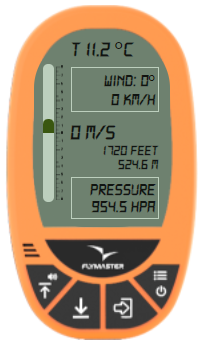 T 11.2 °C
WIND: 0°
0 KM/H
0 M/S
1720 FEET
524.6 M
PRESSURE
954.5 HPA
FLYMASTER